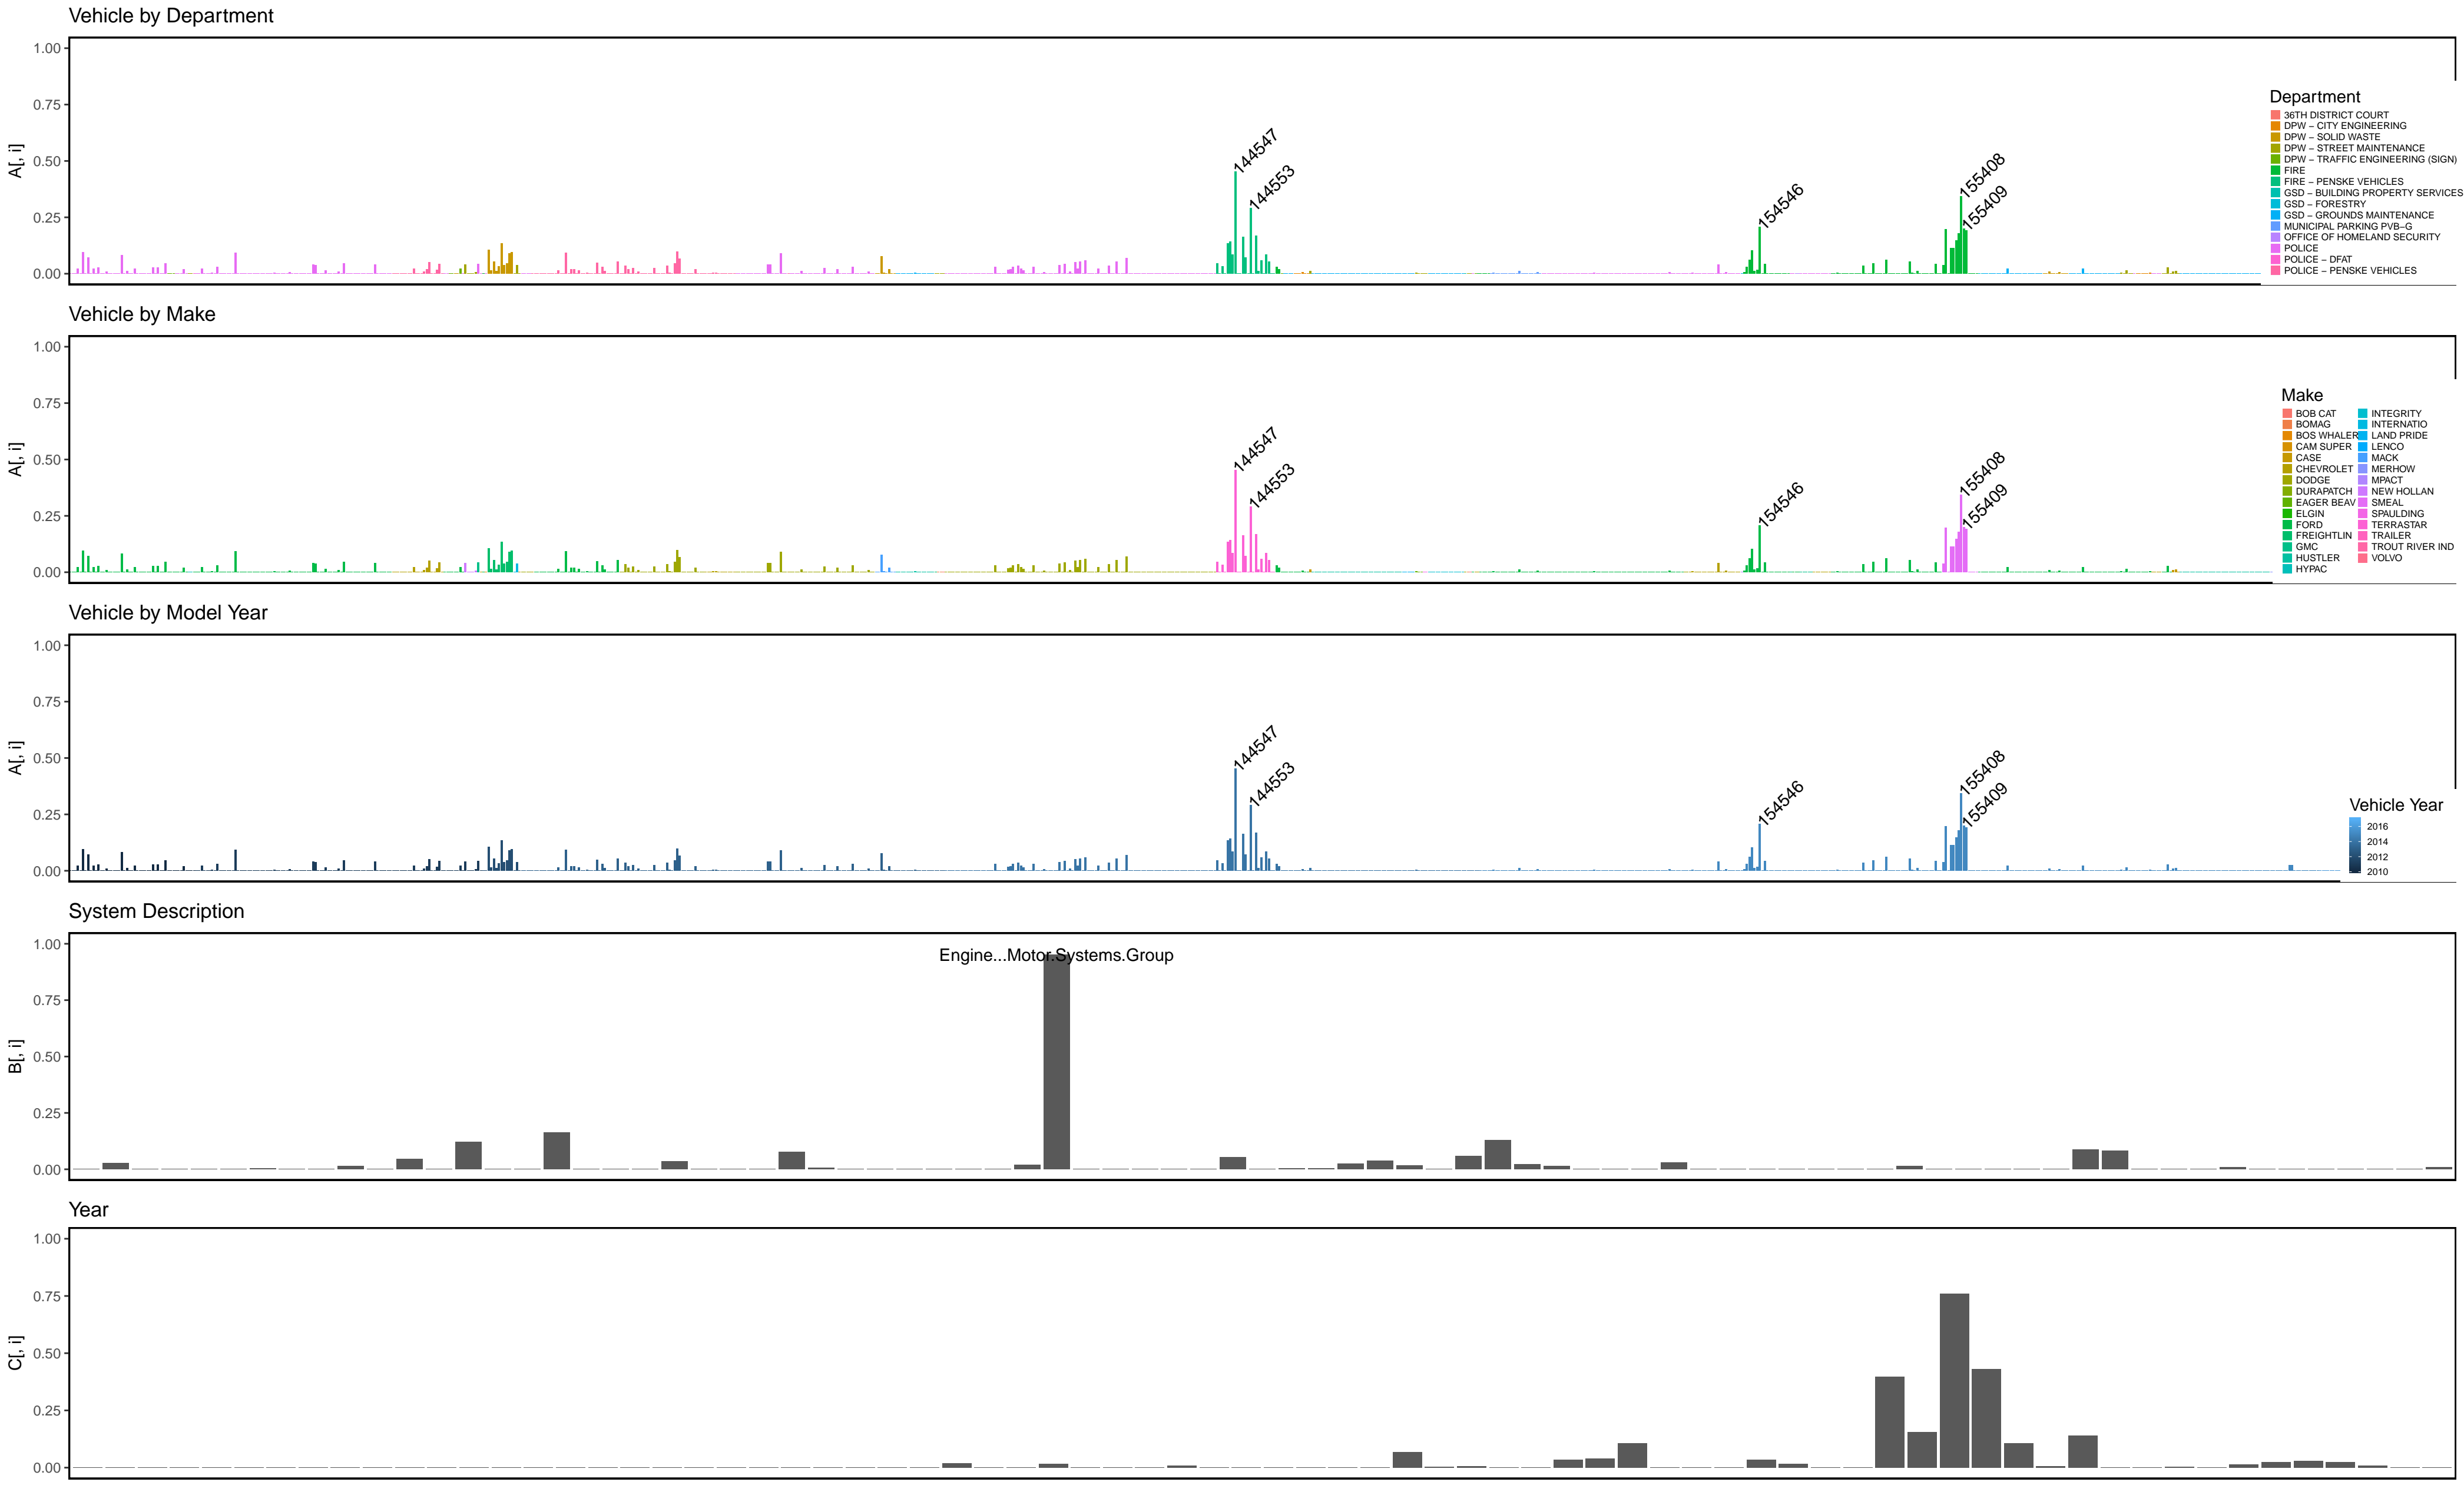 Vehicle by Department
A[, i]
1.00
0.75
0.50
0.25
0.00
144547
144553
154546
155408
155409
Department
36TH DISTRICT COURT
DPW − CITY ENGINEERING
DPW − SOLID WASTE
DPW − STREET MAINTENANCE
DPW − TRAFFIC ENGINEERING (SIGN)
FIRE
FIRE − PENSKE VEHICLES
GSD − BUILDING PROPERTY SERVICES
GSD − FORESTRY
GSD − GROUNDS MAINTENANCE
MUNICIPAL PARKING PVB−G
OFFICE OF HOMELAND SECURITY
POLICE
POLICE − DFAT
POLICE − PENSKE VEHICLES
Vehicle by Make
A[, i]
1.00
0.75
0.50
0.25
0.00
144547
144553
154546
155408
155409
Make
BOB CAT
BOMAG
BOS WHALER
CAM SUPER
CASE
CHEVROLET
DODGE
DURAPATCH
EAGER BEAV
ELGIN
FORD
FREIGHTLIN
GMC
HUSTLER
HYPAC
INTEGRITY
INTERNATIO
LAND PRIDE
LENCO
MACK
MERHOW
MPACT
NEW HOLLAN
SMEAL
SPAULDING
TERRASTAR
TRAILER
TROUT RIVER IND
VOLVO
Vehicle by Model Year
A[, i]
1.00
0.75
0.50
0.25
0.00
144547
144553
154546
155408
155409
Vehicle Year
2016
2014
2012
2010
System Description
B[, i]
1.00
0.75
0.50
0.25
0.00
Engine...Motor.Systems.Group
Year
C[, i]
1.00
0.75
0.50
0.25
0.00